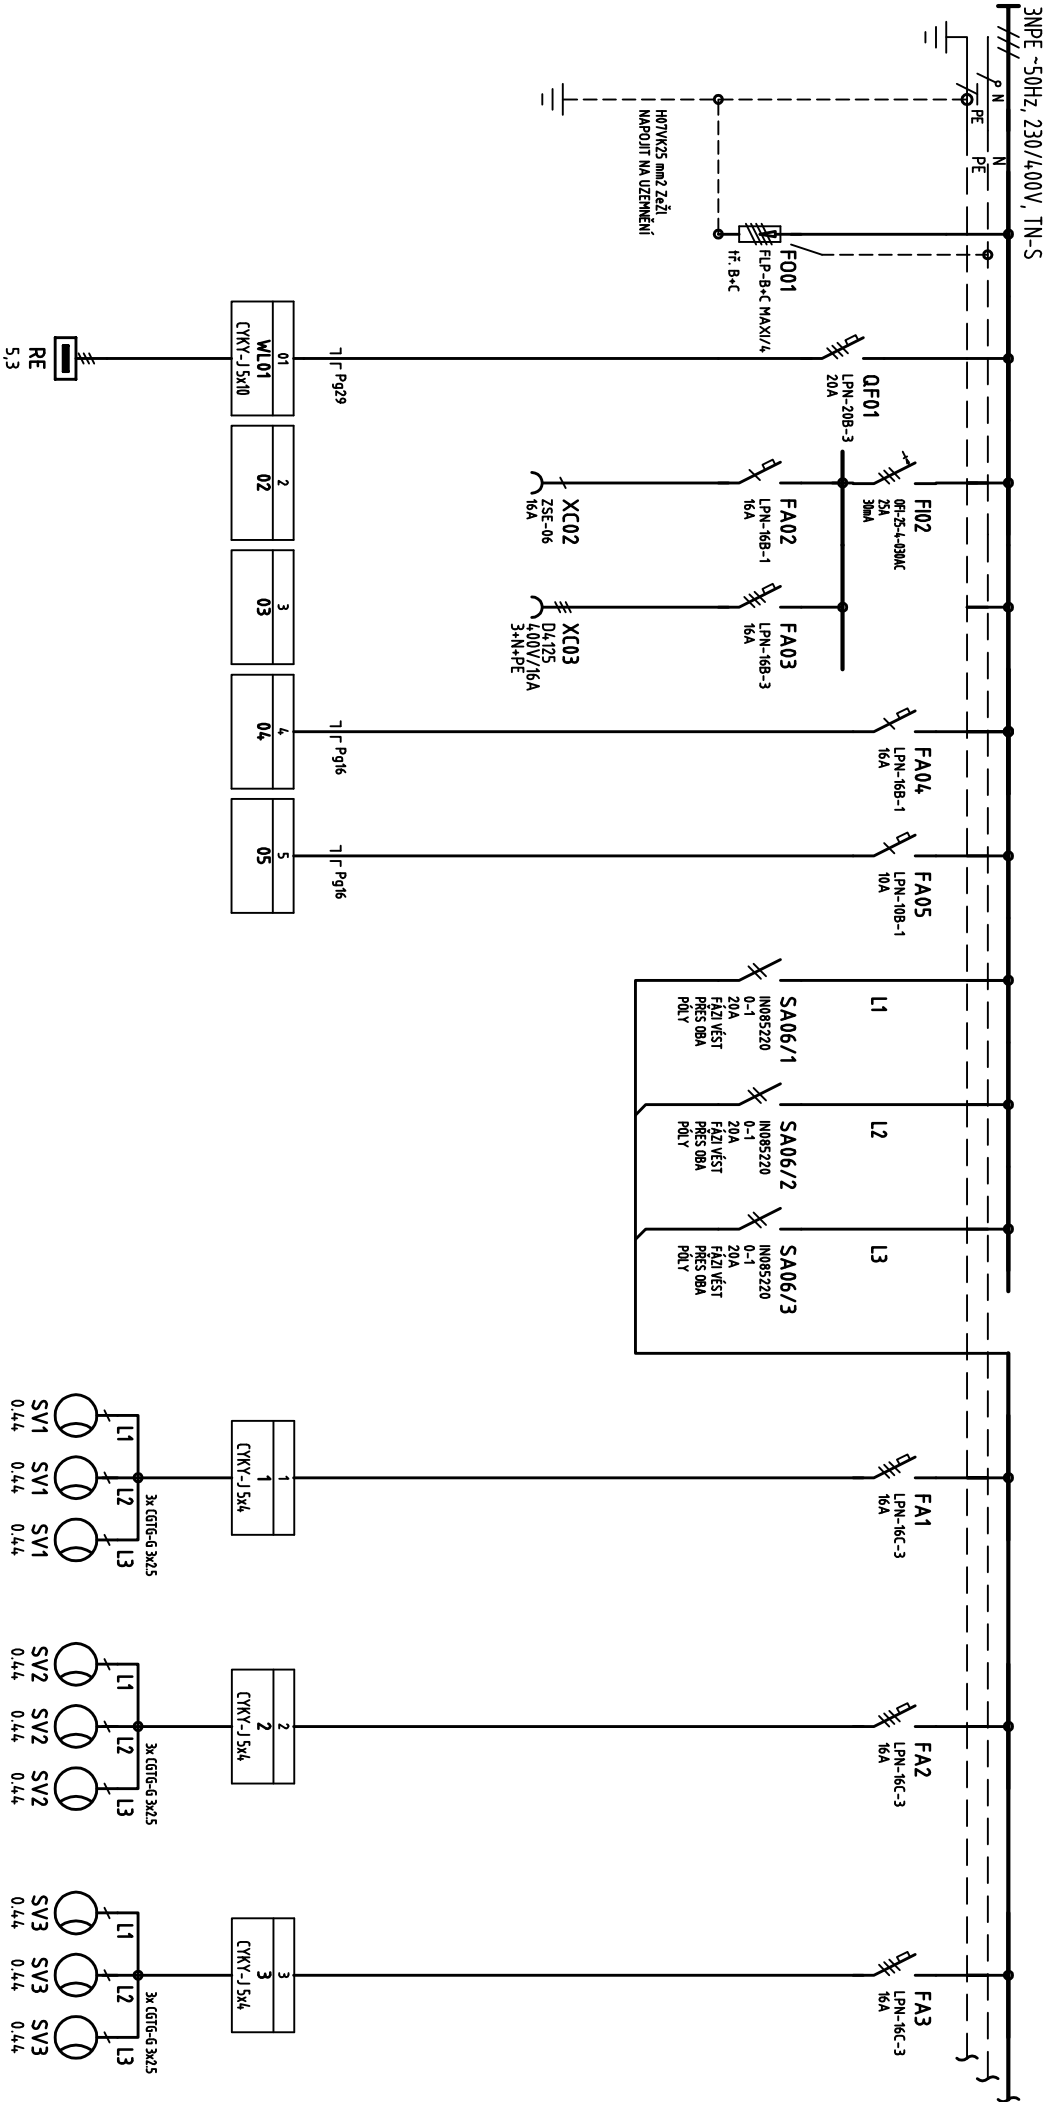 3NPE ~50Hz, 230/400V, TN-S
N
PE
N
PE
H07VK25 mm2 ZeŽl
NAPOJIT NA UZEMNĚNÍ
FO01
FLP-B+C MAXI/4
tř. B+C
QF01
LPN-20B-3
20A
Pg29
01
WL01
CYKY-J 5x10
RE
5,3
FI02
OFI-25-4-030AC
25A
30mA
FA02
LPN-16B-1
16A
XC02
ZSE-06
16A
2
02
FA03
LPN-16B-3
16A
XC03
D4125
400V/16A
3+N+PE
3
03
FA04
LPN-16B-1
16A
Pg16
4
04
FA05
LPN-10B-1
10A
Pg16
5
05
L1
SA06/1
IN085220
0-1
20A
FÁZI VÉST
PŘES OBA
PÓLY
L2
SA06/2
IN085220
0-1
20A
FÁZI VÉST
PŘES OBA
PÓLY
L3
SA06/3
IN085220
0-1
20A
FÁZI VÉST
PŘES OBA
PÓLY
FA1
LPN-16C-3
16A
1
1
CYKY-J 5x4
3x CGTG-G 3x2.5
L1
L2
L3
SV1
0.44
SV1
0.44
SV1
0.44
FA2
LPN-16C-3
16A
2
2
CYKY-J 5x4
3x CGTG-G 3x2.5
L1
L2
L3
SV2
0.44
SV2
0.44
SV2
0.44
FA3
LPN-16C-3
16A
3
3
CYKY-J 5x4
3x CGTG-G 3x2.5
L1
L2
L3
SV3
0.44
SV3
0.44
SV3
0.44